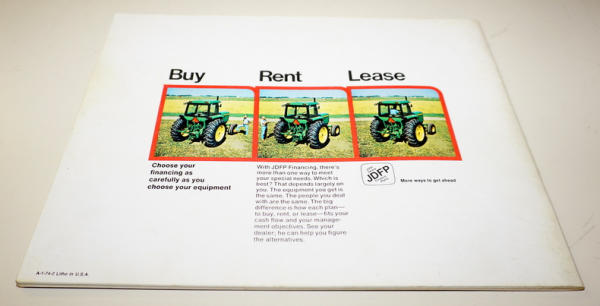 Buy Rent Lease
Choose your
financing as
carefully as you
choose your equipment
With JDFP Financing, there's
more than one way to meet
your special needs. Which is
best? That depends largely on
you. The equipment you get is
the same. The people you deal
with are the same. The big
difference is how each plan—
to buy, rent, or lease—fits your
cash flow and your manage-
ment objectives. See your
dealer; he can help you figure
the alternatives.
JDFP
More ways to get ahead
A-1-74-2 Litho in U.S.A.